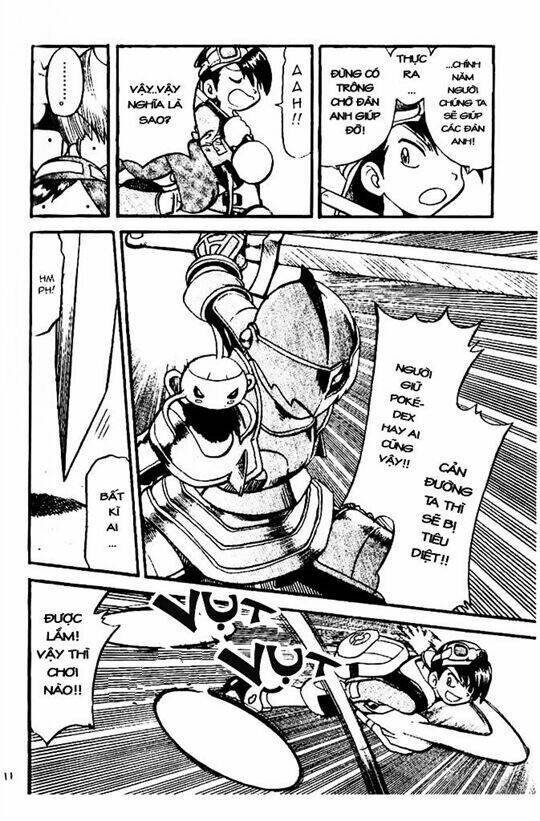 ...CHÍNH
NĂM
NGƯỜI
CHÚNG TA
SẼ GIÚP
CÁC ĐÀN
ANH!
THỰC
RA
...
ĐỪNG CÓ
TRÔNG
CHỜ ĐÀN
ANH GIÚP
ĐỠ!
A
A
A
H
!!
VẬY..VẬY
NGHĨA LÀ
SAO?
........
NGƯỜI
GIỮ
POKÉ-
DEX
HAY AI
CŨNG
VẬY!!
CẢN
ĐƯỜNG
TA THÌ
SẼ BỊ
TIÊU
DIỆT!!
HM
PH!
BẤT
KÌ AI
...
VỤT
VỤT
ĐƯỢC
LẮM!
VẬY THÌ
CHƠI
NÀO!!
11